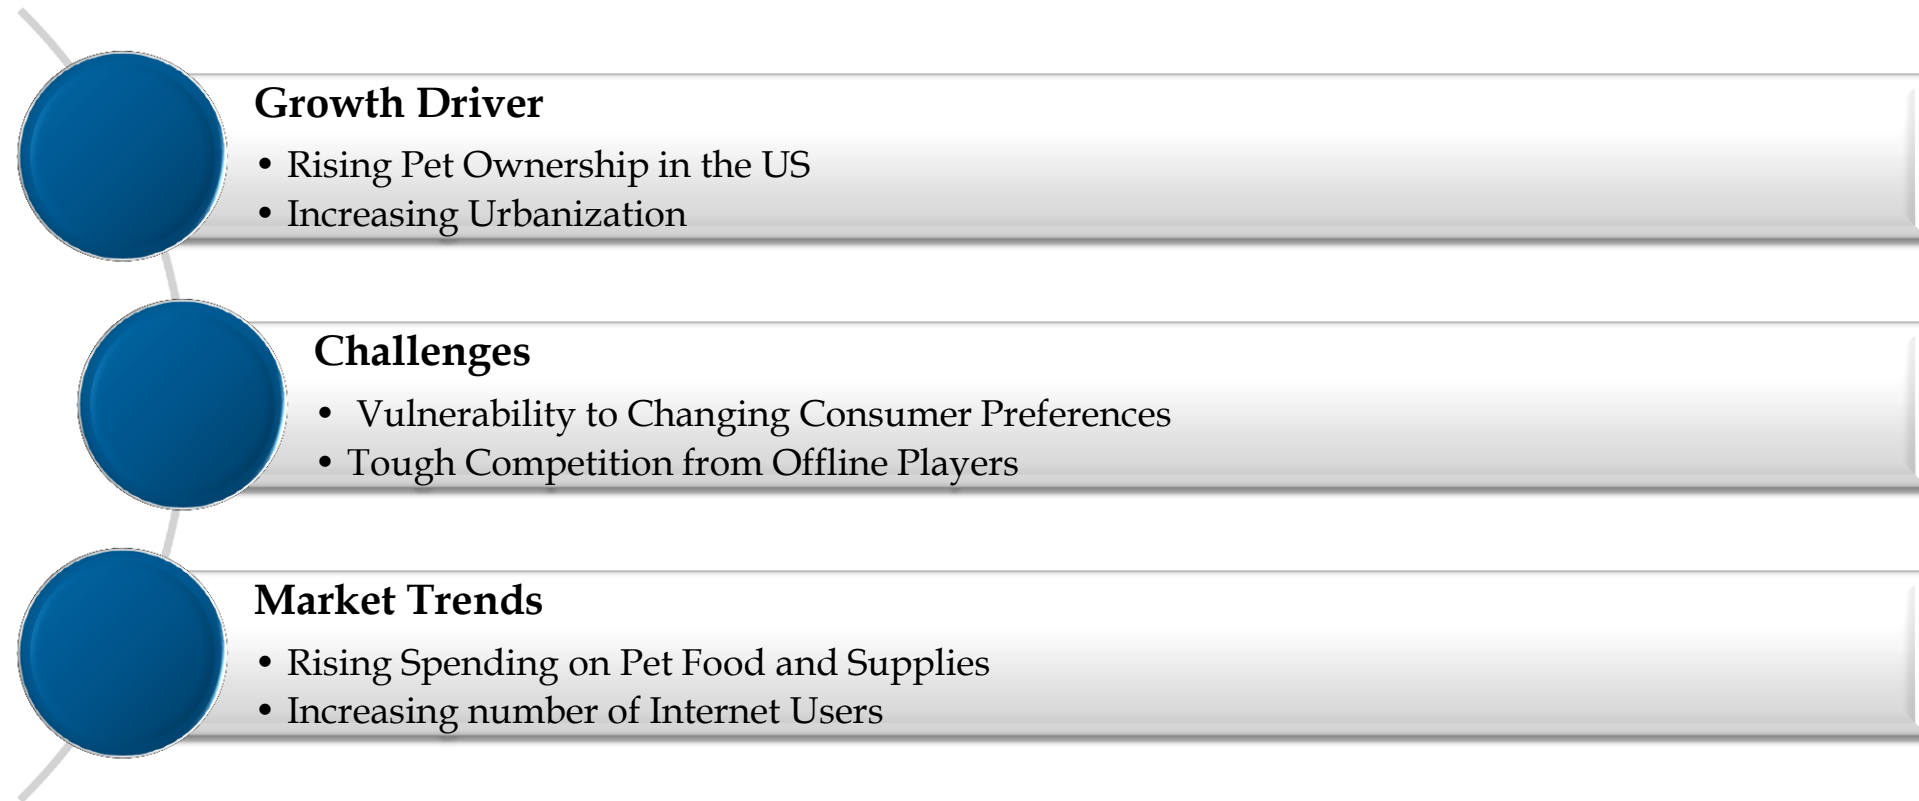 Growth Driver
• Rising Pet Ownership in the US
• Increasing Urbanization
Challenges
• Vulnerability to Changing Consumer Preferences
• Tough Competition from Offline Players
Market Trends
• Rising Spending on Pet Food and Supplies
• Increasing number of Internet Users